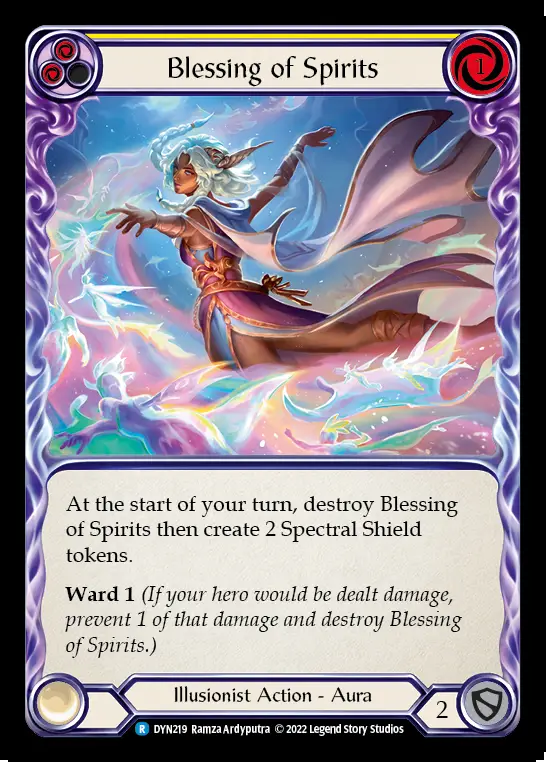 Blessing of Spirits
1
At the start of your turn, destroy Blessing
of Spirits then create 2 Spectral Shield
tokens.
Ward 1 (If your hero would be dealt damage,
prevent 1 of that damage and destroy Blessing
of Spirits.)
Illusionist Action - Aura
2
R DYN219 Ramza Ardyputra © 2022 Legend Story Studios